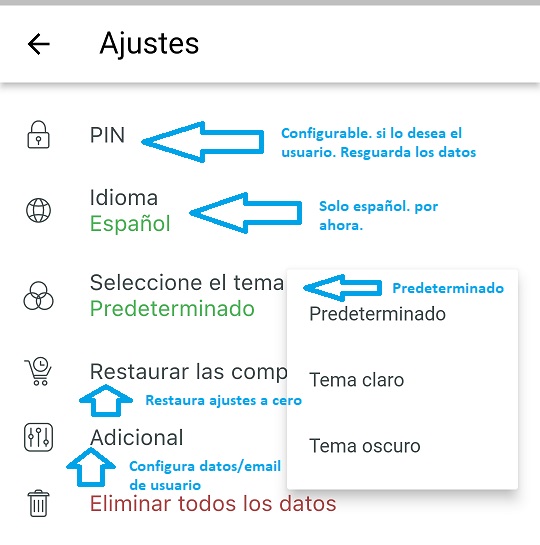 Ajustes
PIN
Configurable. si lo desea el
usuario. Resguarda los datos
Idioma
Español
Solo español. por
ahora.
Seleccione el tema
Predeterminado
Predeterminado
Predeterminado
Tema claro
Tema oscuro
Restaurar las comp
Restaura ajustes a cero
Adicional
Configura datos/email
de usuario
Eliminar todos los datos